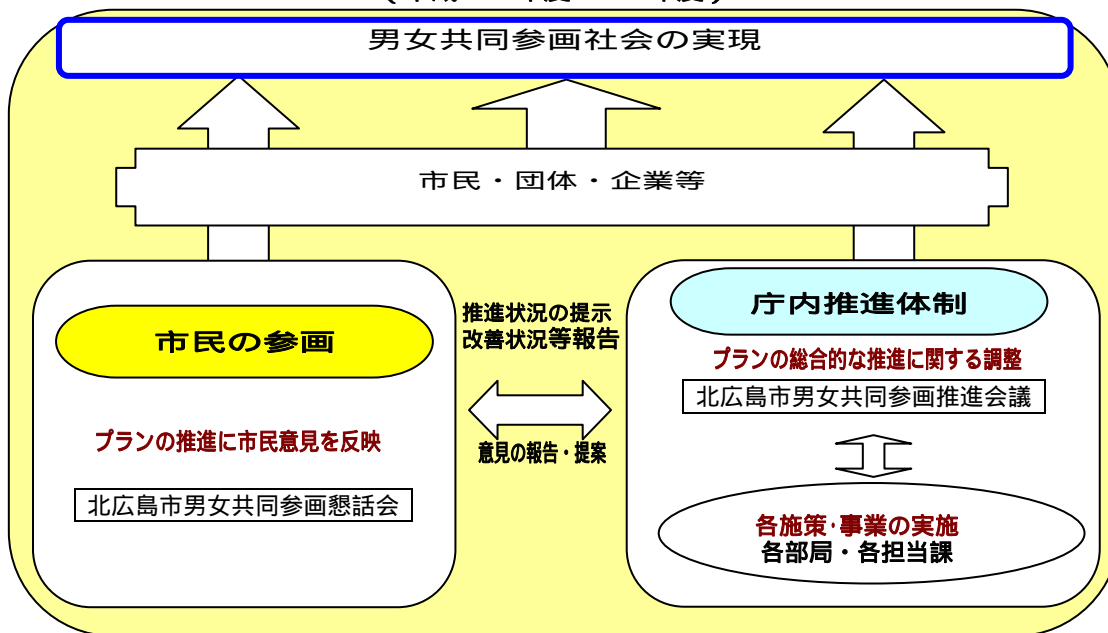 男女共同参画社会の実現
市民・団体・企業等
市民の参画
プランの推進に市民意見を反映
北広島市男女共同参画懇話会
推進状況の提示
改善状況等報告
意見の報告・提案
庁内推進体制
プランの総合的な推進に関する調整
北広島市男女共同参画推進会議
各施策・事業の実施
各部局・各担当課